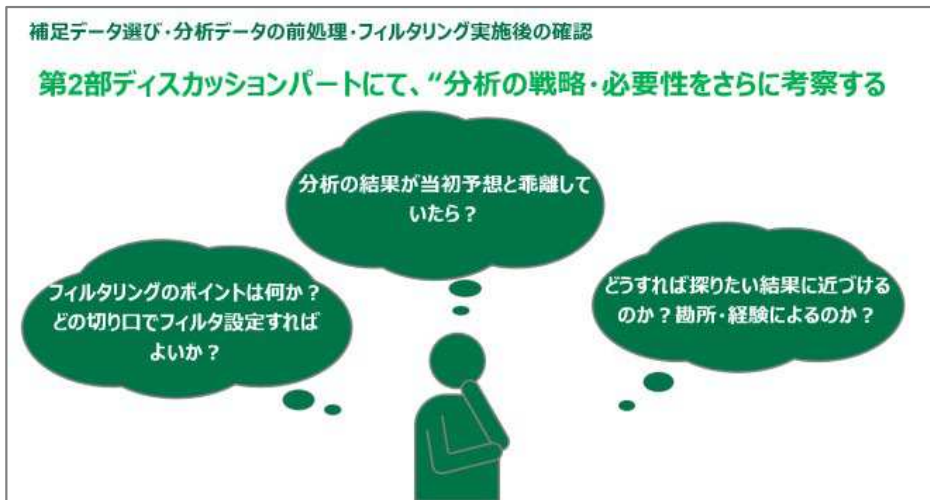 補足データ選び・分析データの前処理・フィルタリング実施後の確認
第2部ディスカッションパートにて、“分析の戦略・必要性をさらに考察する
分析の結果が当初予想と乖離して
いたら？
フィルタリングのポイントは何か？
どの切り口でフィルタ設定すれば
よいか？
どうすれば探りたい結果に近づける
のか？勘所・経験によるのか？